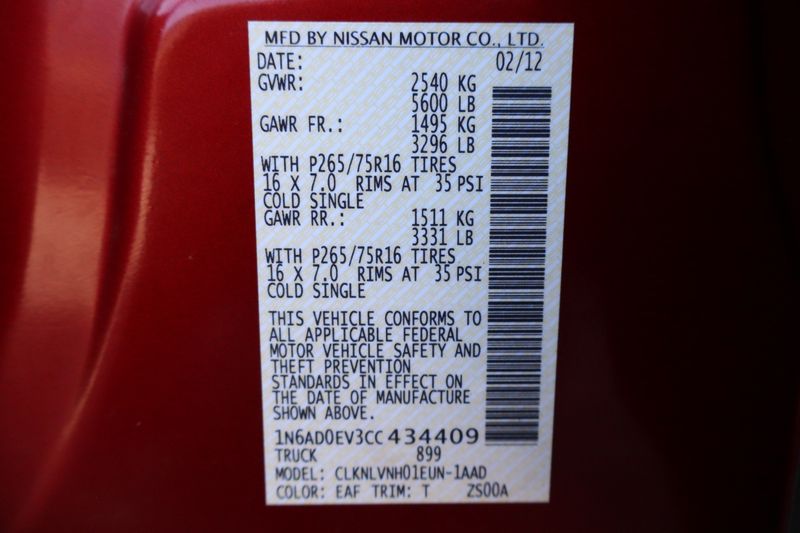 MFD BY NISSAN MOTOR CO., LTD.
DATE: 02/12
GVWR: 2540 KG
5600 LB
GAWR FR.: 1495 KG
3296 LB
WITH P265/75R16 TIRES
16 X 7.0 RIMS AT 35 PSI
COLD SINGLE
GAWR RR.: 1511 KG
3331 LB
WITH P265/75R16 TIRES
16 X 7.0 RIMS AT 35 PSI
COLD SINGLE
THIS VEHICLE CONFORMS TO
ALL APPLICABLE FEDERAL
MOTOR VEHICLE SAFETY AND
THEFT PREVENTION
STANDARDS IN EFFECT ON
THE DATE OF MANUFACTURE
SHOWN ABOVE.
1N6AD0EV3CC434409
TRUCK 899
MODEL: CLKNLVNH01EUN-1AAD
COLOR: EAF TRIM: T ZS00A